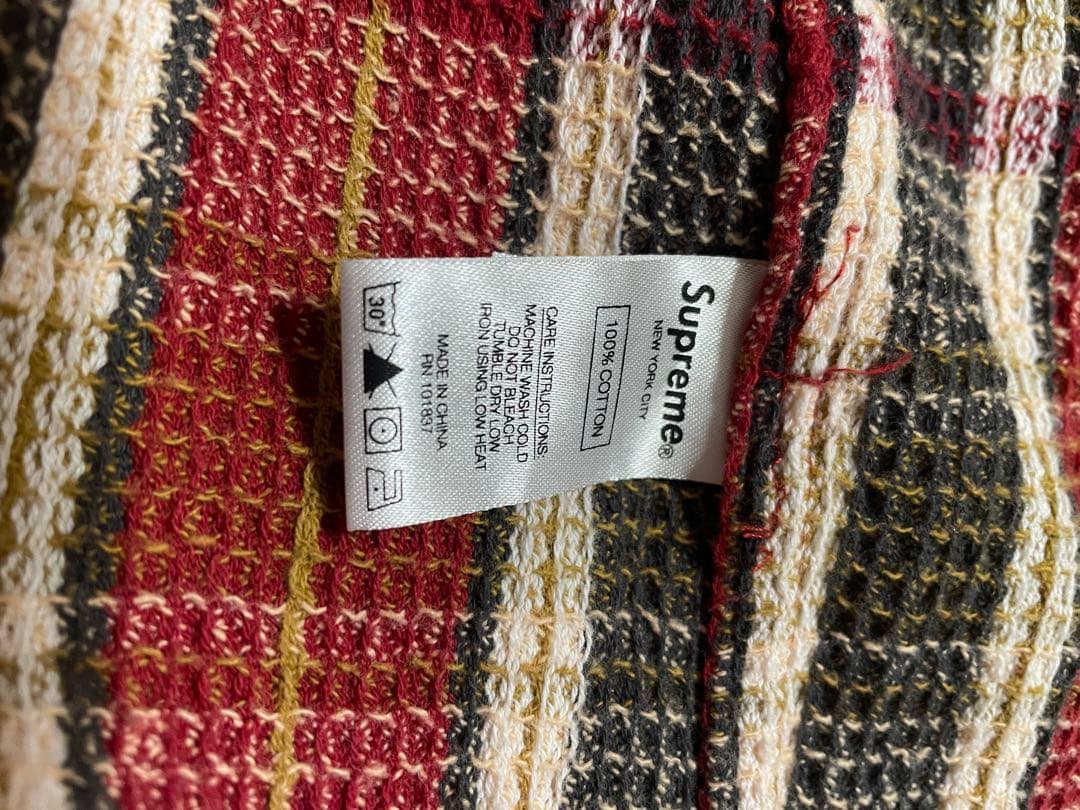 Supreme®
NEW YORK CITY
100% COTTON
CARE INSTRUCTIONS:
MACHINE WASH COLD
DO NOT BLEACH
TUMBLE DRY LOW
IRON USING LOW HEAT
MADE IN CHINA
RN 101837
30°